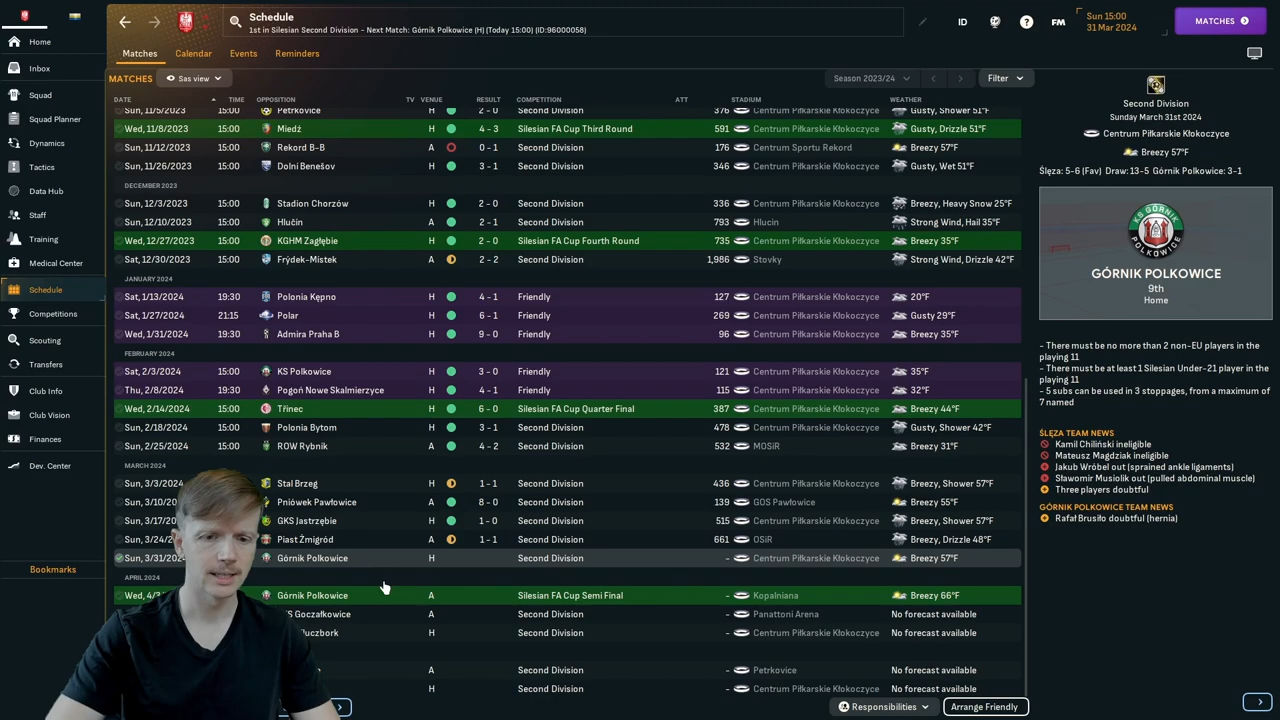 Schedule
1st in Silesian Second Division - Next Match: Górnik Polkowice (H) (Today 15:00) (ID:96000058)
ID
FM
Sun 15:00
31 Mar 2024
MATCHES
Home
Inbox
Squad
Squad Planner
Dynamics
Tactics
Data Hub
Staff
Training
Medical Center
Schedule
Competitions
Scouting
Transfers
Club Info
Club Vision
Finances
Dev. Center
Bookmarks
Matches Calendar Events Reminders
MATCHES Sas view Season 2023/24 Filter
DATE TIME OPPOSITION TV VENUE RESULT COMPETITION ATT STADIUM WEATHER
Sun, 11/5/2023 15:00 Petrkovice H 2 - 0 Second Division 376 Centrum Piłkarskie Kłokoczyce Gusty, Shower 51°F
Wed, 11/8/2023 15:00 Miedź H 4 - 3 Silesian FA Cup Third Round 591 Centrum Piłkarskie Kłokoczyce Gusty, Drizzle 51°F
Sun, 11/12/2023 15:00 Rekord B-B A 0 - 1 Second Division 176 Centrum Sportu Rekord Breezy 57°F
Sun, 11/26/2023 15:00 Dolni Benešov H 3 - 1 Second Division 346 Centrum Piłkarskie Kłokoczyce Gusty, Wet 51°F
DECEMBER 2023
Sun, 12/3/2023 15:00 Stadion Chorzów H 2 - 0 Second Division 336 Centrum Piłkarskie Kłokoczyce Breezy, Heavy Snow 25°F
Sun, 12/10/2023 15:00 Hlučin A 2 - 1 Second Division 793 Hlucin Strong Wind, Hail 35°F
Wed, 12/27/2023 15:00 KGHM Zagłębie H 2 - 0 Silesian FA Cup Fourth Round 735 Centrum Piłkarskie Kłokoczyce Breezy 35°F
Sat, 12/30/2023 15:00 Frýdek-Místek A 2 - 2 Second Division 1,986 Stovky Strong Wind, Drizzle 42°F
JANUARY 2024
Sat, 1/13/2024 19:30 Polonia Kępno H 4 - 1 Friendly 127 Centrum Piłkarskie Kłokoczyce 20°F
Sat, 1/27/2024 21:15 Polar H 6 - 1 Friendly 269 Centrum Piłkarskie Kłokoczyce Gusty 29°F
Wed, 1/31/2024 19:30 Admira Praha B H 9 - 0 Friendly 96 Centrum Piłkarskie Kłokoczyce Breezy 35°F
FEBRUARY 2024
Sat, 2/3/2024 15:00 KS Polkowice H 3 - 0 Friendly 121 Centrum Piłkarskie Kłokoczyce 35°F
Thu, 2/8/2024 19:30 Pogoń Nowe Skalmierzyce H 4 - 1 Friendly 115 Centrum Piłkarskie Kłokoczyce 32°F
Wed, 2/14/2024 15:00 Třinec H 6 - 0 Silesian FA Cup Quarter Final 387 Centrum Piłkarskie Kłokoczyce Breezy 44°F
Sun, 2/18/2024 15:00 Polonia Bytom H 3 - 1 Second Division 478 Centrum Piłkarskie Kłokoczyce Gusty, Shower 42°F
Sun, 2/25/2024 15:00 ROW Rybnik A 4 - 2 Second Division 532 MOSiR Breezy 31°F
MARCH 2024
Sun, 3/3/2024 15:00 Stal Brzeg H 1 - 1 Second Division 436 Centrum Piłkarskie Kłokoczyce Breezy, Shower 57°F
Sun, 3/10 15:00 Pniówek Pawłowice A 8 - 0 Second Division 139 GOS Pawłowice Breezy 55°F
Sun, 3/17 GKS Jastrzębie H 1 - 0 Second Division 515 Centrum Piłkarskie Kłokoczyce Breezy, Shower 57°F
Sun, 3/24 Piast Żmigród A 1 - 1 Second Division 661 OSiR Breezy, Drizzle 48°F
Sun, 3/31/202 Górnik Polkowice H Second Division - Centrum Piłkarskie Kłokoczyce Breezy 57°F
APRIL 2024
Wed, 4/3 Górnik Polkowice A Silesian FA Cup Semi Final - Kopalniana Breezy 66°F
Goczałkowice A Second Division - Panattoni Arena No forecast available
H Second Division - Centrum Piłkarskie Kłokoczyce No forecast available
A Second Division - Petrkovice No forecast available
H Second Division - Centrum Piłkarskie Kłokoczyce No forecast available
Responsibilities Arrange Friendly
Second Division
Sunday March 31st 2024
Centrum Piłkarskie Kłokoczyce
Breezy 57°F
Ślęza: 5-6 (Fav) Draw: 13-5 Górnik Polkowice: 3-1
KS GÓRNIK
POLKOWICE
GÓRNIK POLKOWICE
9th
Home
- There must be no more than 2 non-EU players in the
playing 11
- There must be at least 1 Silesian Under-21 player in the
playing 11
- 5 subs can be used in 3 stoppages, from a maximum of
7 named
ŚLĘZA TEAM NEWS
Kamil Chiliński ineligible
Mateusz Magdziak ineligible
Jakub Wróbel out (sprained ankle ligaments)
Sławomir Musiolik out (pulled abdominal muscle)
Three players doubtful
GÓRNIK POLKOWICE TEAM NEWS
Rafał Brusiło doubtful (hernia)